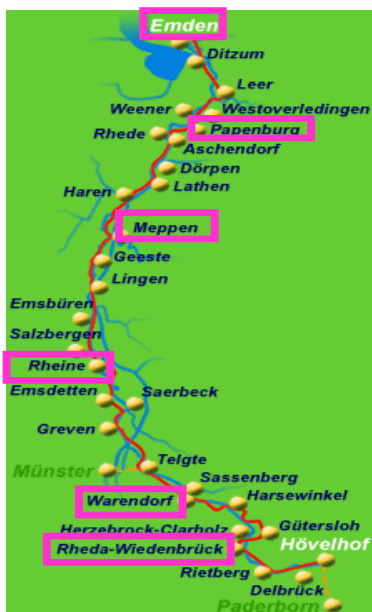 Emden
Ditzum
Leer
Weener
Westoverledingen
Rhede
Papenburg
Aschendorf
Dörpen
Haren
Lathen
Meppen
Geeste
Lingen
Emsbüren
Salzbergen
Rheine
Emsdetten
Saerbeck
Greven
Telgte
Münster
Sassenberg
Warendorf
Harsewinkel
Herzebrock-Clarholz
Gütersloh
Hövelhof
Rheda-Wiedenbrück
Rietberg
Delbrück
Paderborn